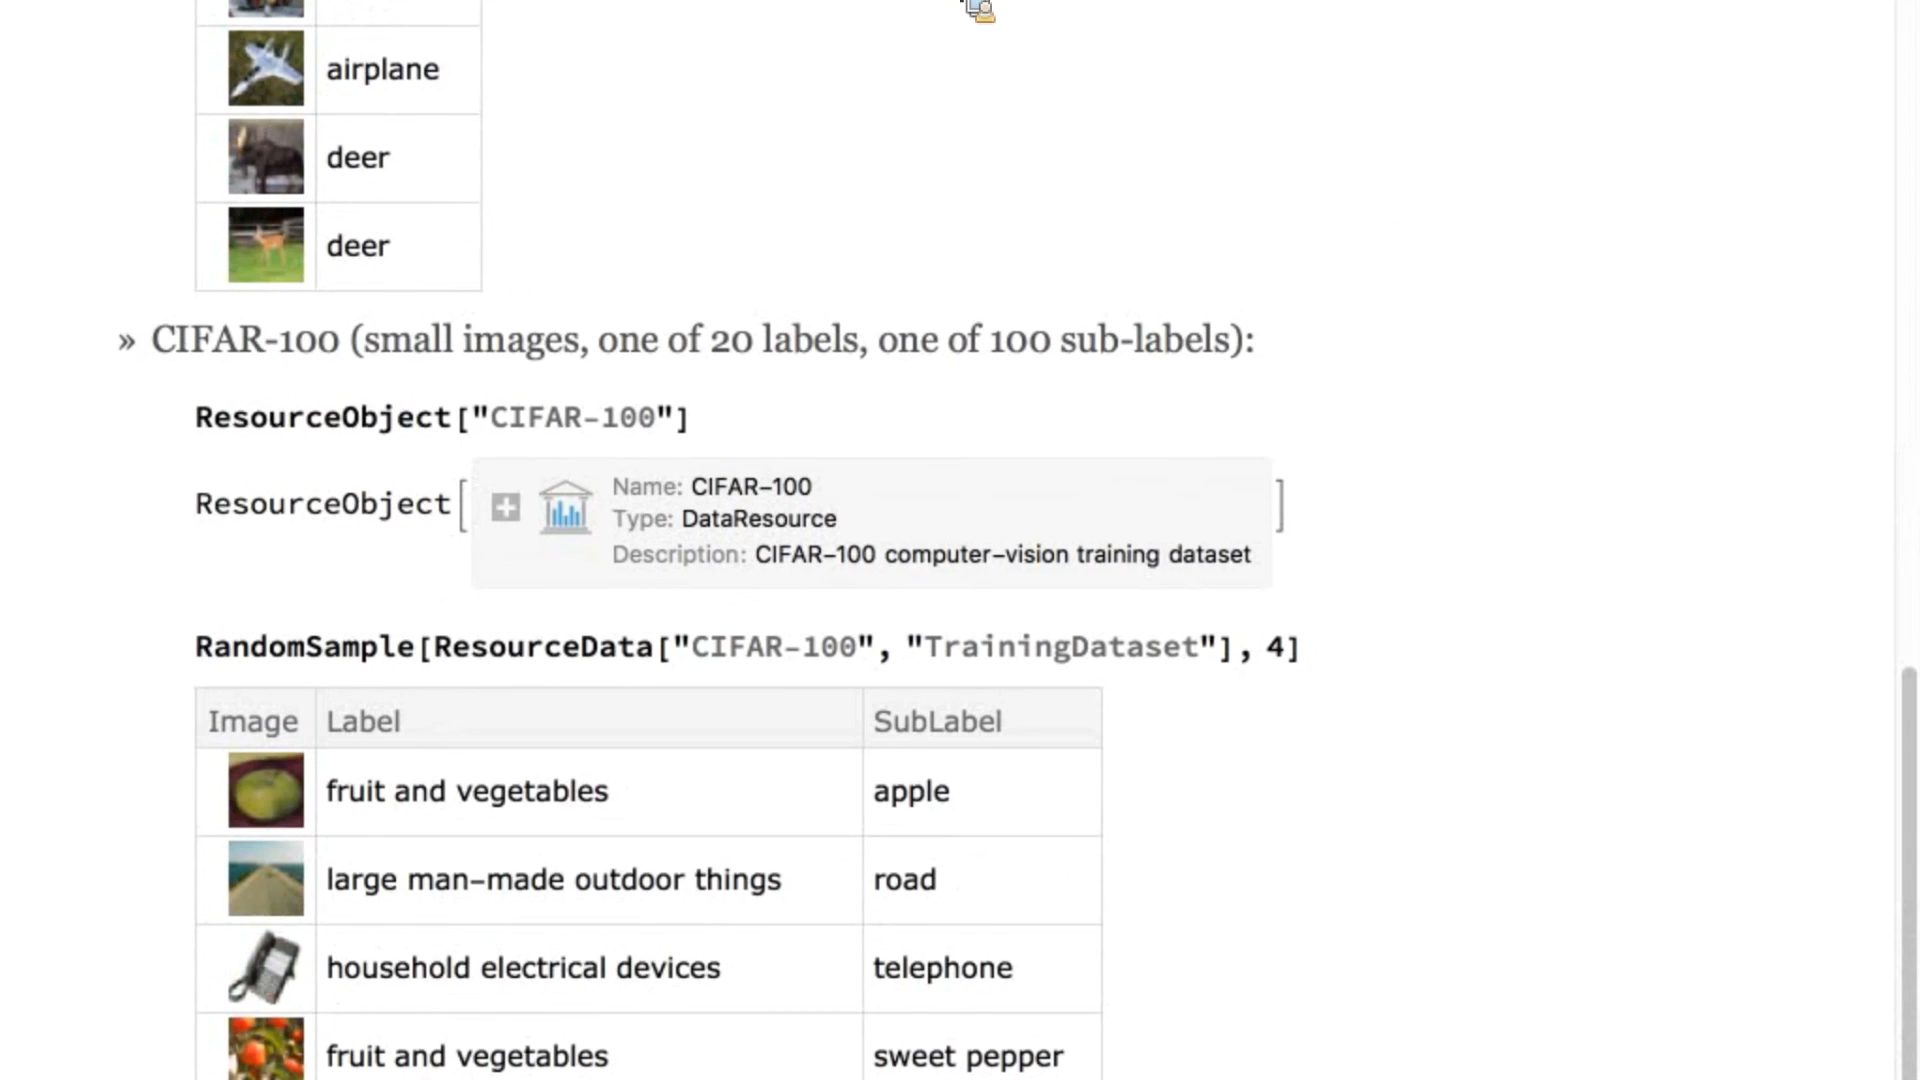 airplane
deer
deer
» CIFAR-100 (small images, one of 20 labels, one of 100 sub-labels):
ResourceObject["CIFAR-100"]
ResourceObject[
Name: CIFAR-100
Type: DataResource
Description: CIFAR-100 computer-vision training dataset
]
RandomSample[ResourceData["CIFAR-100", "TrainingDataset"], 4]
Image Label SubLabel
fruit and vegetables apple
large man-made outdoor things road
household electrical devices telephone
fruit and vegetables sweet pepper